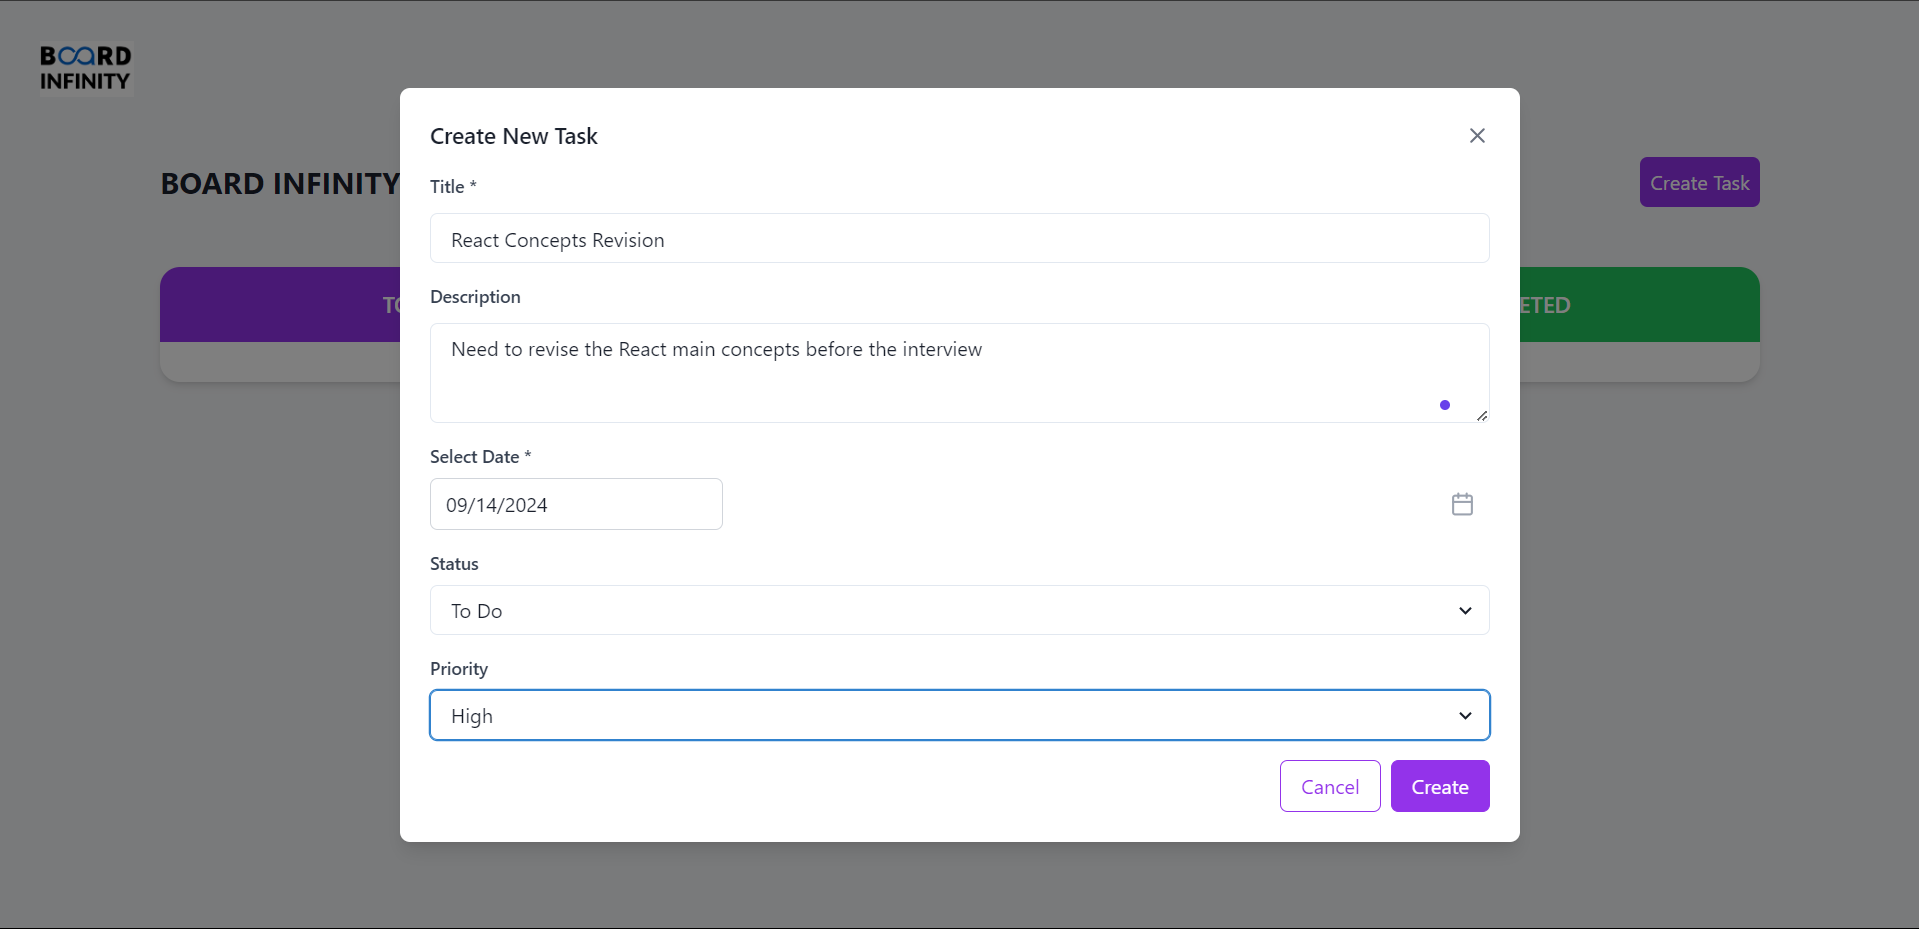 BOARD
INFINITY
BOARD INFINITY
Create Task
Create New Task
Title *
React Concepts Revision
Description
Need to revise the React main concepts before the interview
Select Date *
09/14/2024
Status
To Do
Priority
High
Cancel
Create
ETED